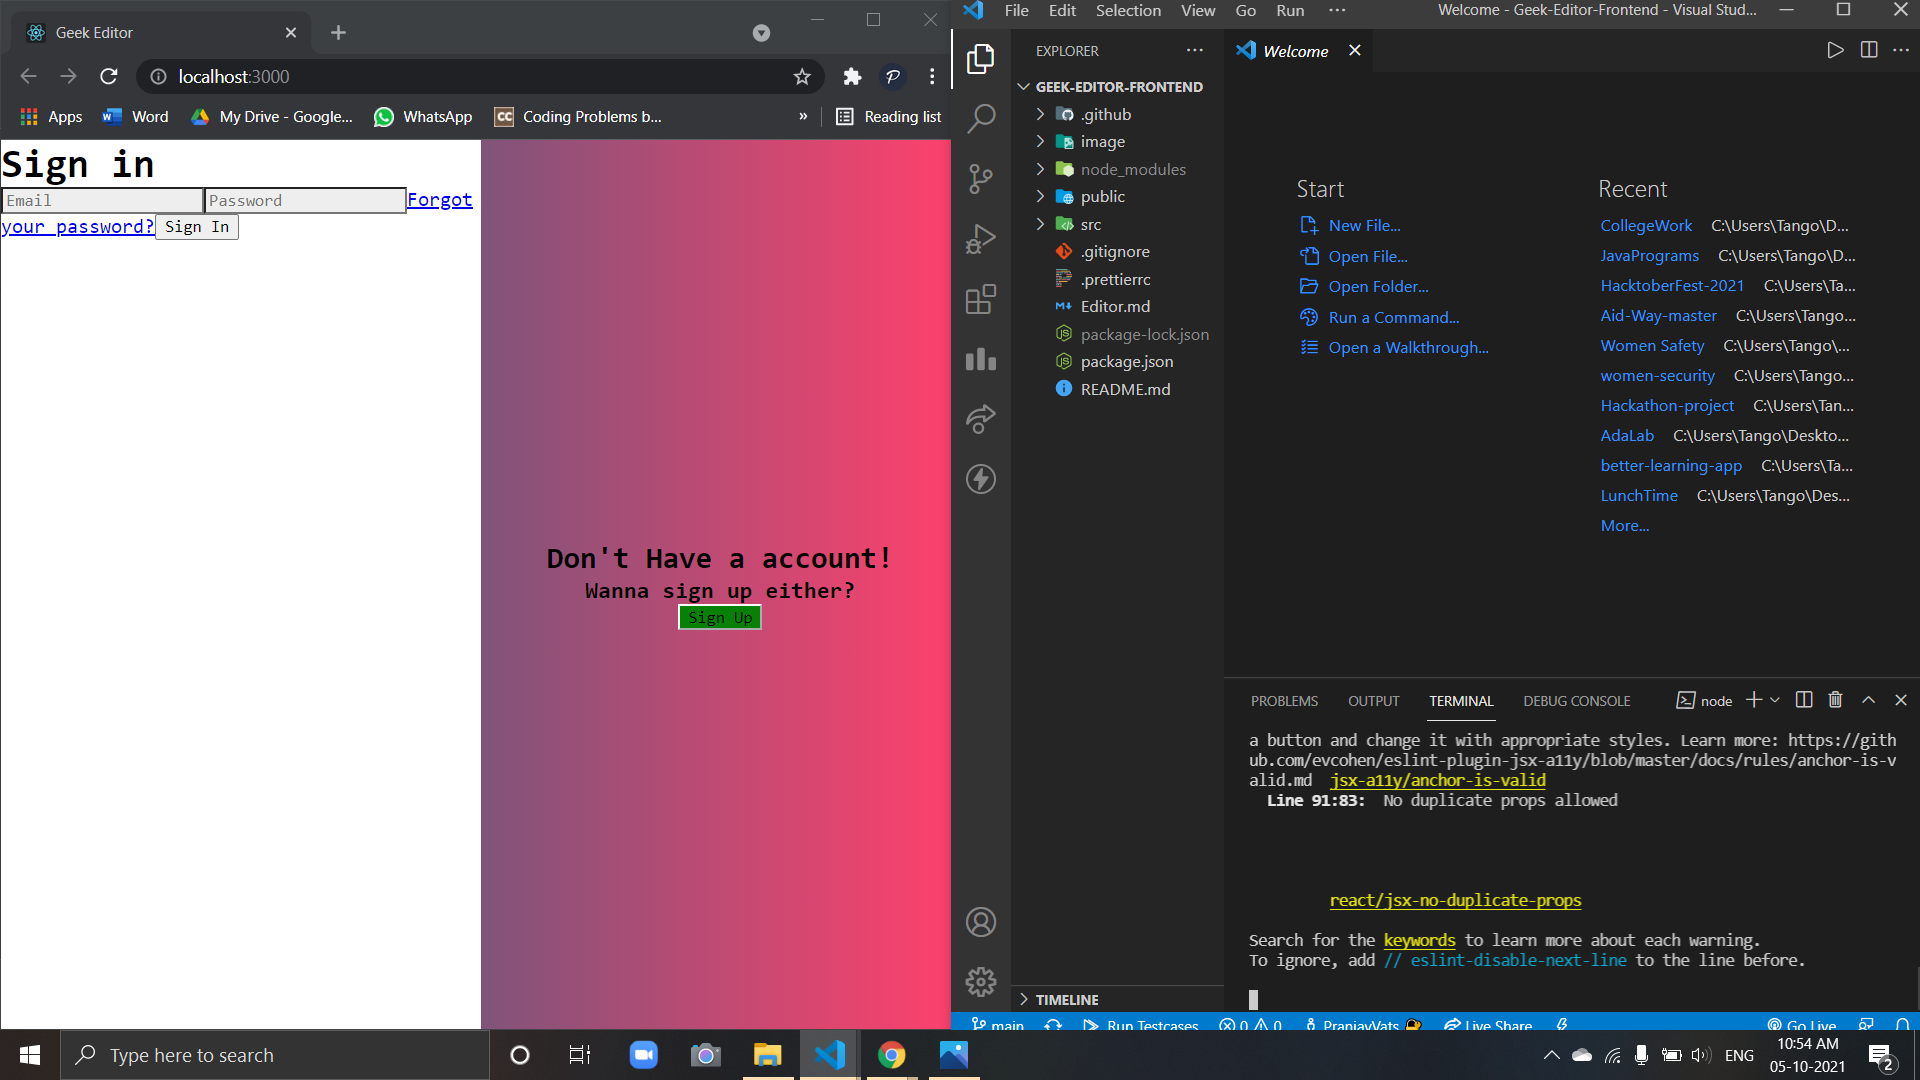 Geek Editor
localhost:3000
Apps
Word
My Drive - Google...
WhatsApp
CC
Coding Problems b...
»
Reading list
Sign in
Email
Password
Forgot
your password?
Sign In
Don't Have a account!
Wanna sign up either?
Sign Up
File Edit Selection View Go Run ···
Welcome - Geek-Editor-Frontend - Visual Stud...
EXPLORER
GEEK-EDITOR-FRONTEND
.github
image
node_modules
public
src
.gitignore
.prettierrc
Editor.md
package-lock.json
package.json
README.md
TIMELINE
Welcome
Start
New File...
Open File...
Open Folder...
Run a Command...
Open a Walkthrough...
Recent
CollegeWork C:\Users\Tango\D...
JavaPrograms C:\Users\Tango\D...
HacktoberFest-2021 C:\Users\Ta...
Aid-Way-master C:\Users\Tango...
Women Safety C:\Users\Tango\...
women-security C:\Users\Tango...
Hackathon-project C:\Users\Tan...
AdaLab C:\Users\Tango\Deskto...
better-learning-app C:\Users\Ta...
LunchTime C:\Users\Tango\Des...
More...
PROBLEMS OUTPUT TERMINAL DEBUG CONSOLE
node
a button and change it with appropriate styles. Learn more: https://gith
ub.com/evcohen/eslint-plugin-jsx-a11y/blob/master/docs/rules/anchor-is-v
alid.md jsx-a11y/anchor-is-valid
Line 91:83: No duplicate props allowed
react/jsx-no-duplicate-props
Search for the keywords to learn more about each warning.
To ignore, add // eslint-disable-next-line to the line before.
main
Run Testcases
0 0
PranjayVats
Live Share
Go Live
Type here to search
ENG
10:54 AM
05-10-2021
2